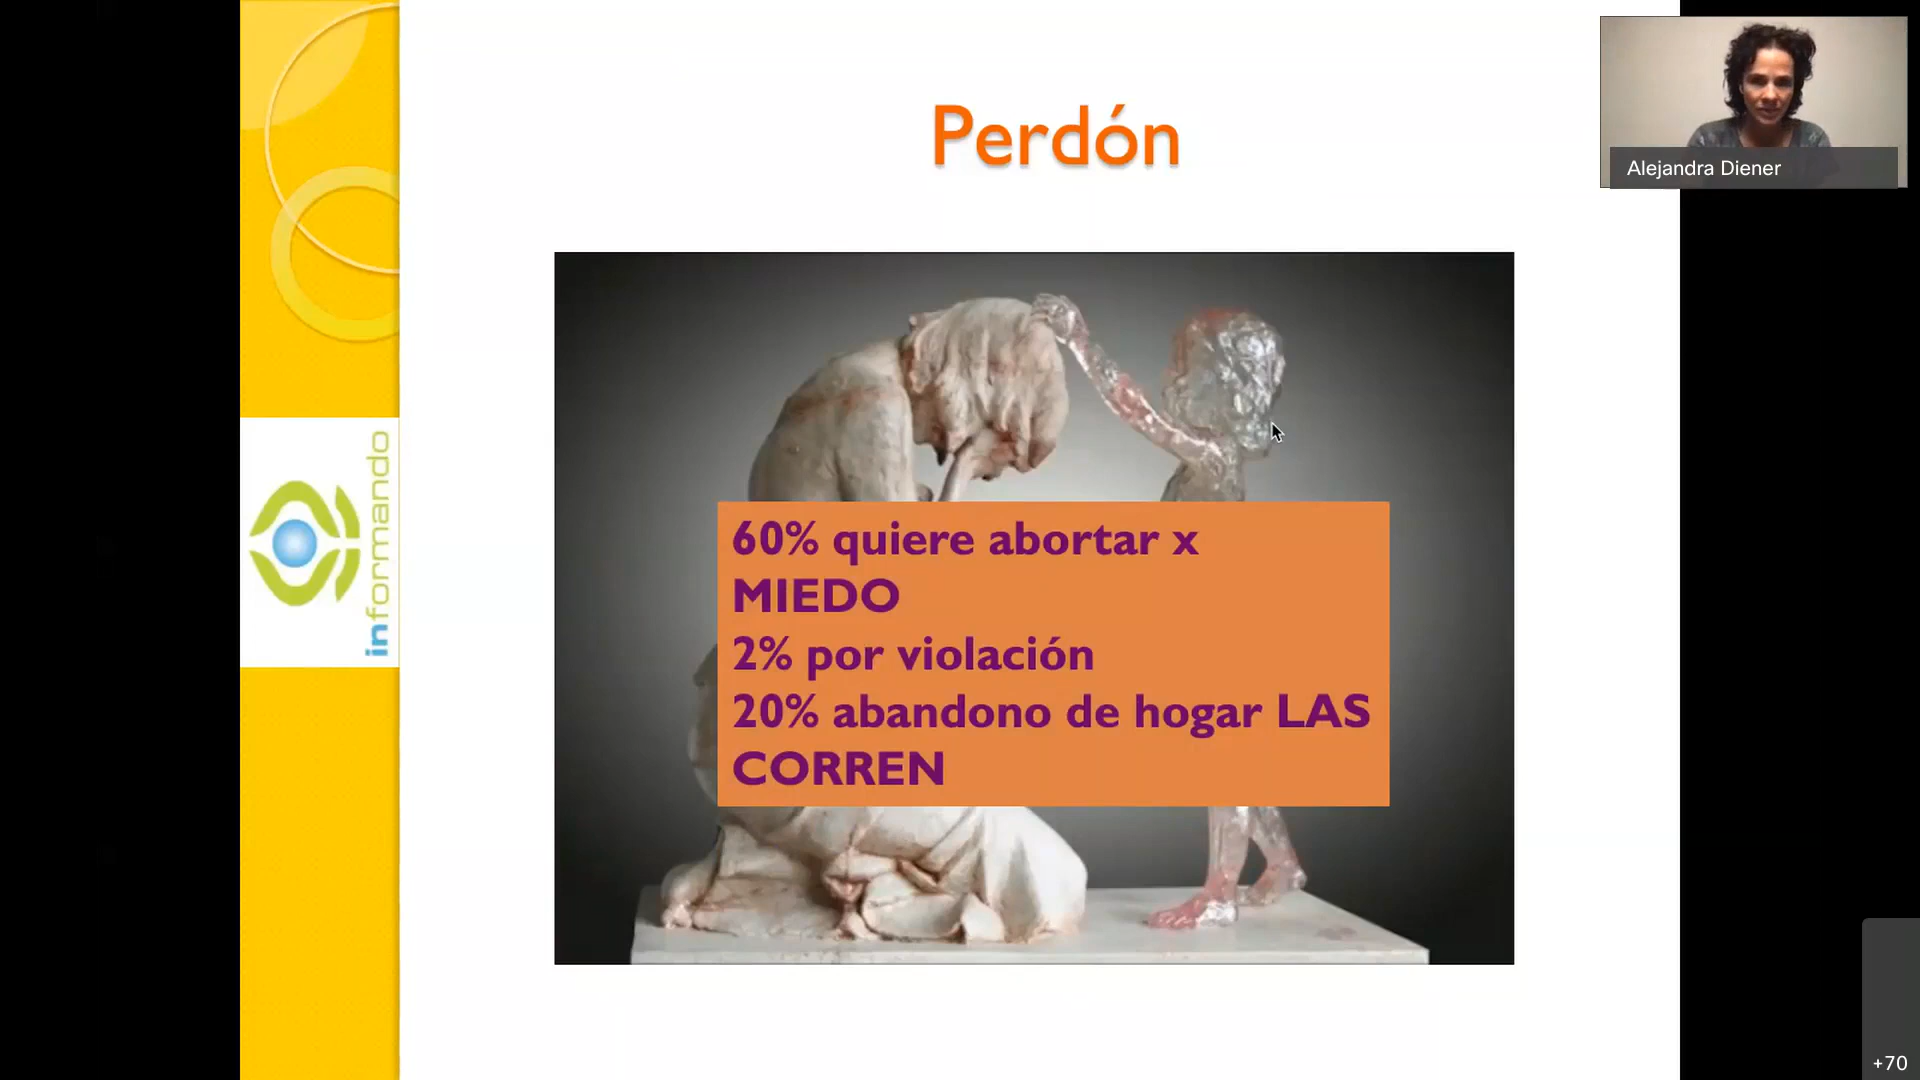 Perdón
Alejandra Diener
informando
60% quiere abortar x
MIEDO
2% por violación
20% abandono de hogar LAS
CORREN
+70